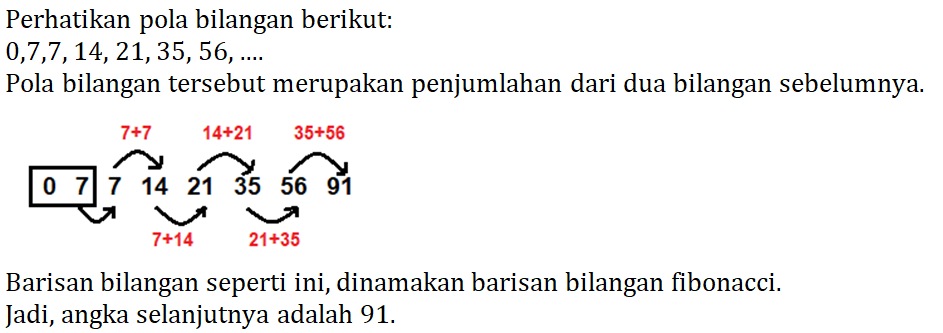 Perhatikan pola bilangan berikut:
0,7,7, 14, 21, 35, 56, ....
Pola bilangan tersebut merupakan penjumlahan dari dua bilangan sebelumnya.
7+7 14+21 35+56
0 7 7 14 21 35 56 91
7+14 21+35
Barisan bilangan seperti ini, dinamakan barisan bilangan fibonacci.
Jadi, angka selanjutnya adalah 91.